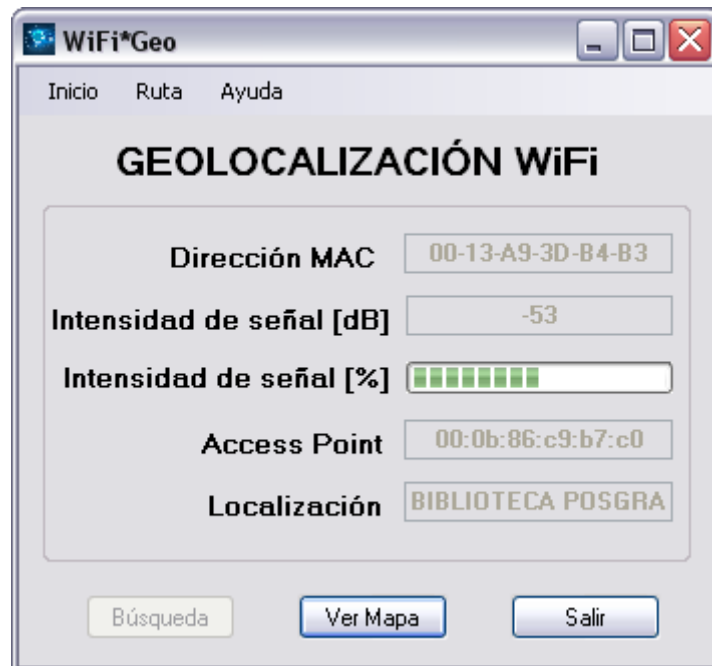 WiFi*Geo
Inicio Ruta Ayuda
GEOLOCALIZACIÓN WiFi
Dirección MAC 00-13-A9-3D-B4-B3
Intensidad de señal [dB] -53
Intensidad de señal [%]
Access Point 00:0b:86:c9:b7:c0
Localización BIBLIOTECA POSGRA
Búsqueda Ver Mapa Salir